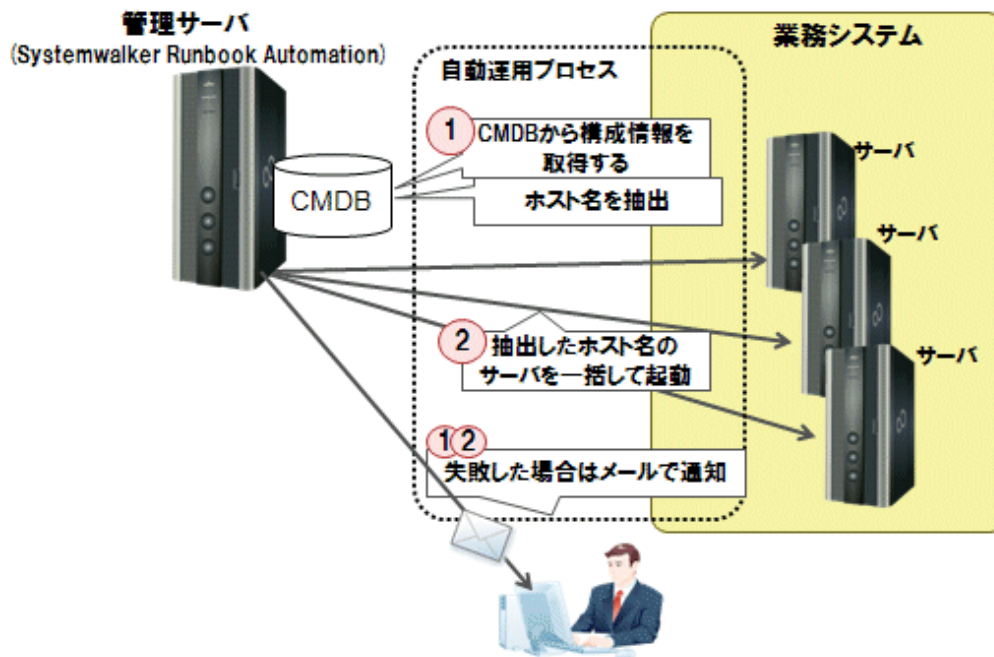 管理サーバ
(Systemwalker Runbook Automation)
業務システム
自動運用プロセス
1
CMDBから構成情報を
取得する
CMDB
ホスト名を抽出
サーバ
サーバ
サーバ
2
抽出したホスト名の
サーバを一括して起動
1 2
失敗した場合はメールで通知